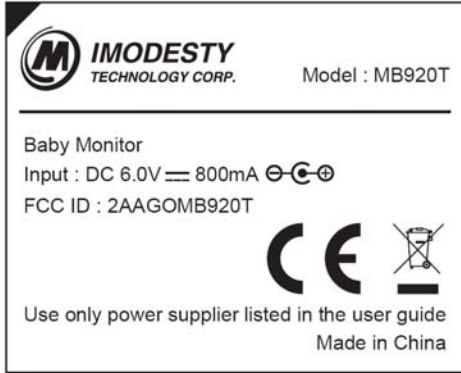 IMODESTY
TECHNOLOGY CORP.
Model : MB920T
Baby Monitor
Input : DC 6.0V ⎓ 800mA
FCC ID : 2AAGOMB920T
CE
Use only power supplier listed in the user guide
Made in China